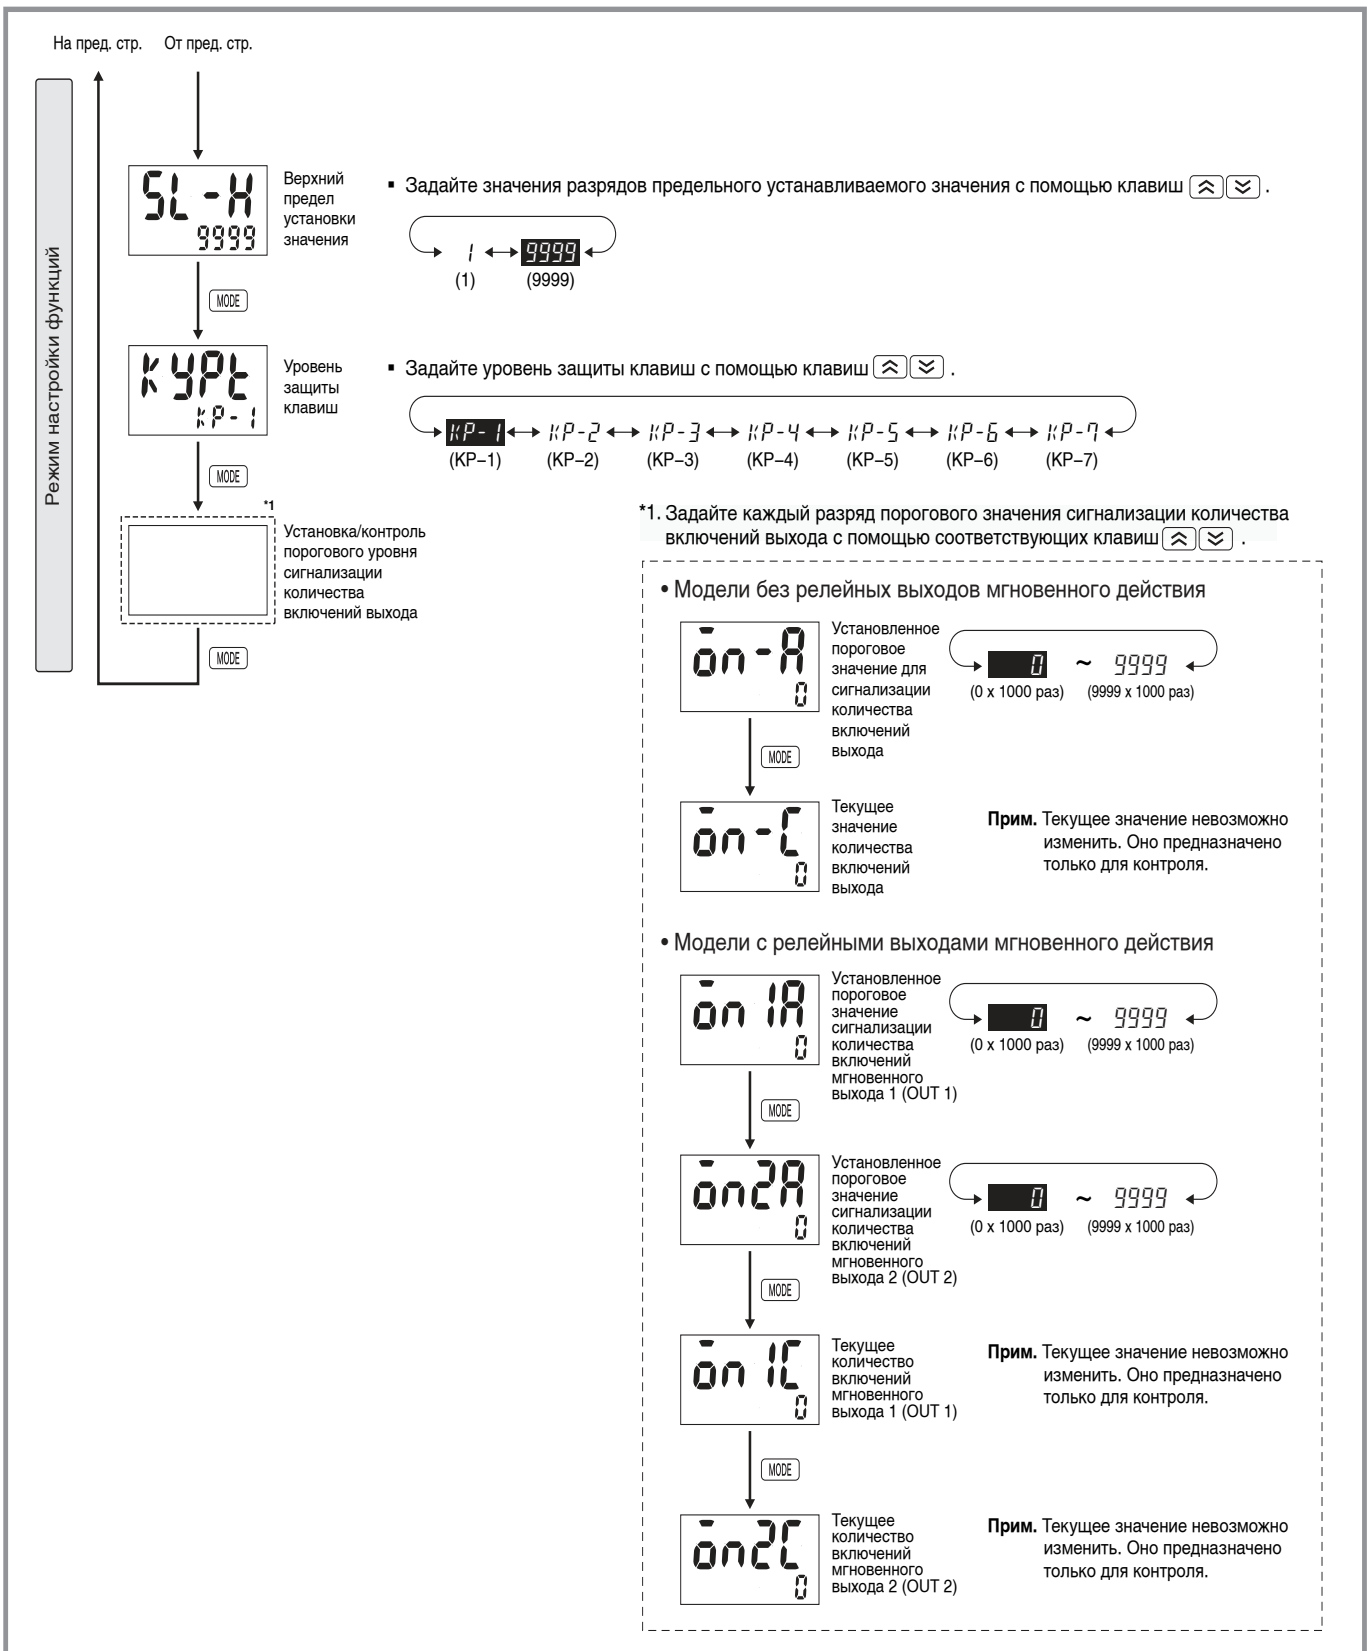 На пред. стр. От пред. стр.
Режим настройки функций
SL-H
9999
Верхний
предел
установки
значения
▪ Задайте значения разрядов предельного устанавливаемого значения с помощью клавиш .
1 9999
(1) (9999)
MODE
KYPt
KP-1
Уровень
защиты
клавиш
▪ Задайте уровень защиты клавиш с помощью клавиш .
KP-1 KP-2 KP-3 KP-4 KP-5 KP-6 KP-7
(KP–1) (KP–2) (KP–3) (KP–4) (KP–5) (KP–6) (KP–7)
MODE
*1
Установка/контроль
порогового уровня
сигнализации
количества
включений выхода
MODE
*1. Задайте каждый разряд порогового значения сигнализации количества
включений выхода с помощью соответствующих клавиш .
• Модели без релейных выходов мгновенного действия
ōn-A
0
Установленное
пороговое
значение для
сигнализации
количества
включений
выхода
0 ~ 9999
(0 x 1000 раз) (9999 x 1000 раз)
MODE
ōn-C
0
Текущее
значение
количества
включений
выхода
Прим. Текущее значение невозможно
изменить. Оно предназначено
только для контроля.
• Модели с релейными выходами мгновенного действия
ōn1A
0
Установленное
пороговое
значение
сигнализации
количества
включений
мгновенного
выхода 1 (OUT 1)
0 ~ 9999
(0 x 1000 раз) (9999 x 1000 раз)
MODE
ōn2A
0
Установленное
пороговое
значение
сигнализации
количества
включений
мгновенного
выхода 2 (OUT 2)
0 ~ 9999
(0 x 1000 раз) (9999 x 1000 раз)
MODE
ōn1C
0
Текущее
количество
включений
мгновенного
выхода 1 (OUT 1)
Прим. Текущее значение невозможно
изменить. Оно предназначено
только для контроля.
MODE
ōn2C
0
Текущее
количество
включений
мгновенного
выхода 2 (OUT 2)
Прим. Текущее значение невозможно
изменить. Оно предназначено
только для контроля.